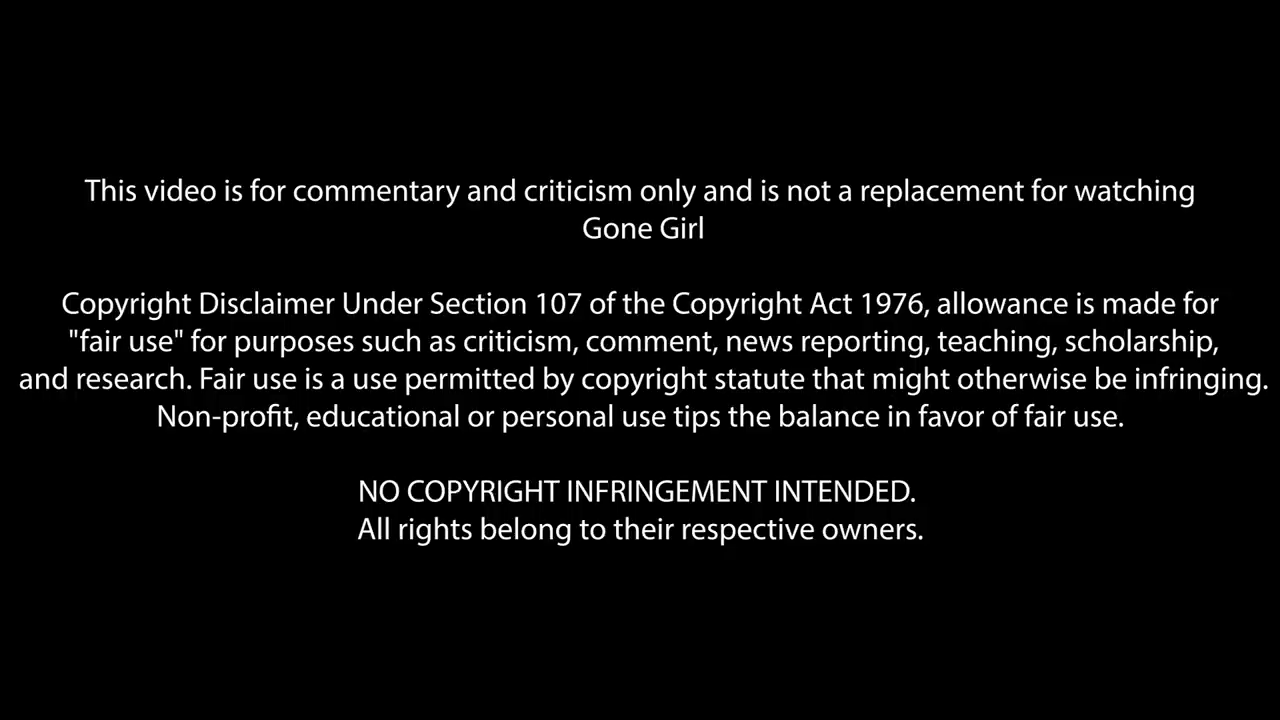 This video is for commentary and criticism only and is not a replacement for watching
Gone Girl
Copyright Disclaimer Under Section 107 of the Copyright Act 1976, allowance is made for
"fair use" for purposes such as criticism, comment, news reporting, teaching, scholarship,
and research. Fair use is a use permitted by copyright statute that might otherwise be infringing.
Non-profit, educational or personal use tips the balance in favor of fair use.
NO COPYRIGHT INFRINGEMENT INTENDED.
All rights belong to their respective owners.